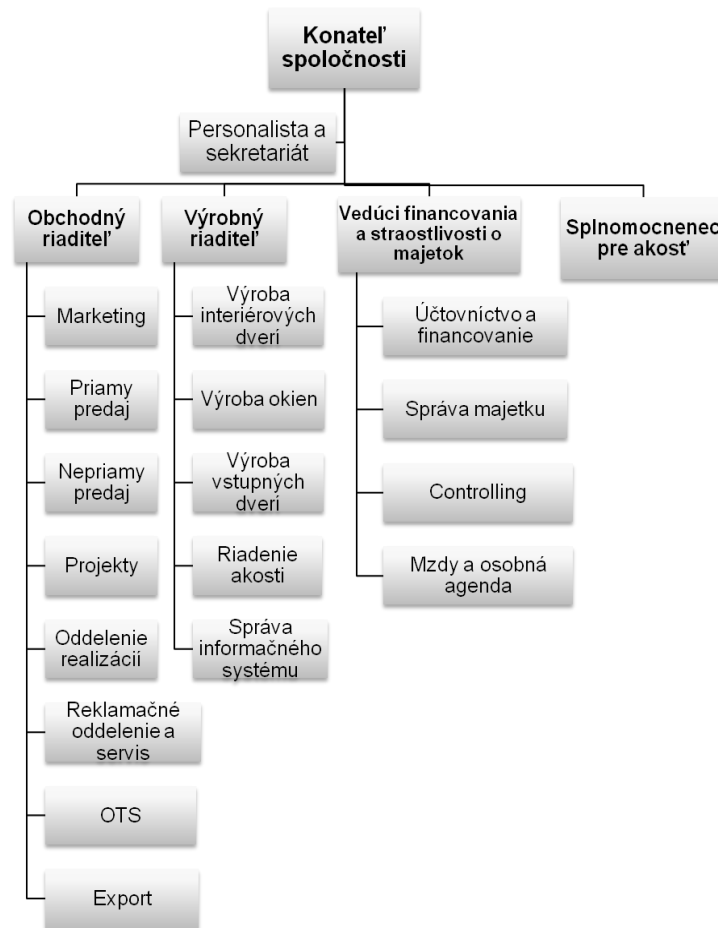 Konateľ
spoločnosti
Personalista a
sekretariát
Obchodný
riaditeľ
Výrobný
riaditeľ
Vedúci financovania
a straostlivosti o
majetok
Splnomocnenec
pre akosť
Marketing
Priamy
predaj
Nepriamy
predaj
Projekty
Oddelenie
realizácií
Reklamačné
oddelenie a
servis
OTS
Export
Výroba
interiérových
dverí
Výroba okien
Výroba
vstupných
dverí
Riadenie
akosti
Správa
informačného
systému
Účtovníctvo a
financovanie
Správa majetku
Controlling
Mzdy a osobná
agenda